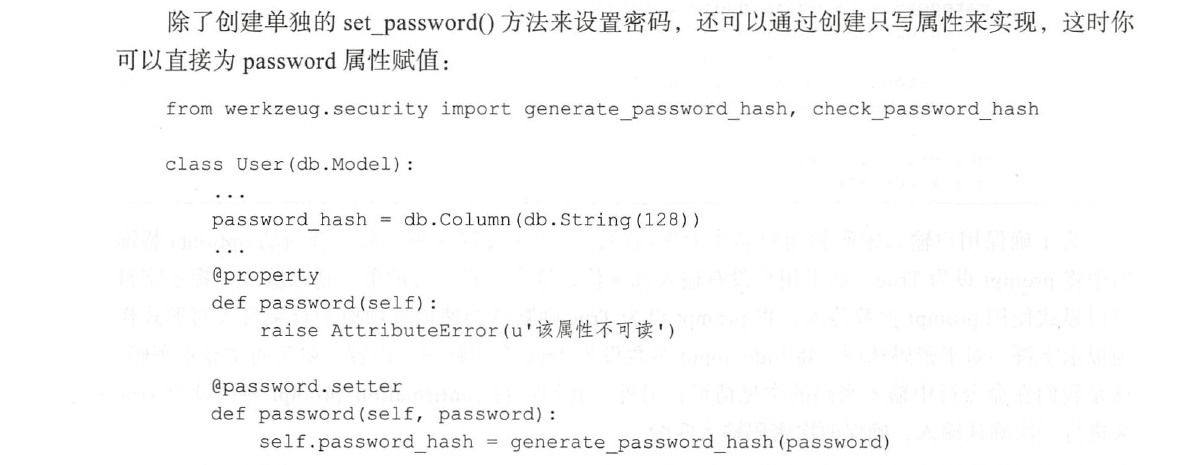 除了创建单独的 set_password() 方法来设置密码，还可以通过创建只写属性来实现，这时你
可以直接为 password 属性赋值：
from werkzeug.security import generate_password_hash, check_password_hash
class User(db.Model):
    ...
    password_hash = db.Column(db.String(128))
    ...
    @property
    def password(self):
        raise AttributeError(u'该属性不可读')
    @password.setter
    def password(self, password):
        self.password_hash = generate_password_hash(password)